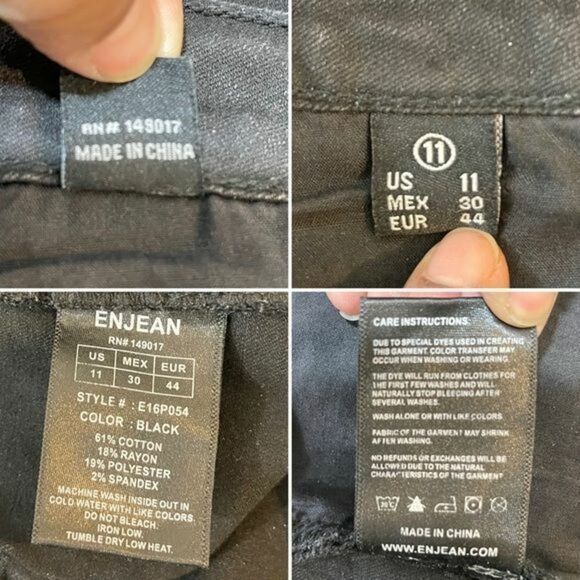 RN# 149017
MADE IN CHINA
11
US 11
MEX 30
EUR 44
ENJEAN
RN# 149017
US MEX EUR
11 30 44
STYLE # : E16P054
COLOR : BLACK
61% COTTON
18% RAYON
19% POLYESTER
2% SPANDEX
MACHINE WASH INSIDE OUT IN
COLD WATER WITH LIKE COLORS.
DO NOT BLEACH.
IRON LOW.
TUMBLE DRY LOW HEAT.
CARE INSTRUCTIONS:
DUE TO SPECIAL DYES USED IN CREATING
THIS GARMENT, COLOR TRANSFER MAY
OCCUR WHEN WASHING OR WEARING.
THE DYE WILL RUN FROM CLOTHES FOR
THE FIRST FEW WASHES AND WILL
NATURALLY STOP BLEEDING AFTER
SEVERAL WASHES.
WASH ALONE OR WITH LIKE COLORS.
FABRIC OF THE GARMENT MAY SHRINK
AFTER WASHING.
NO REFUNDS OR EXCHANGES WILL BE
ALLOWED DUE TO THE NATURAL
CHARACTERISTICS OF THE GARMENT
MADE IN CHINA
WWW.ENJEAN.COM